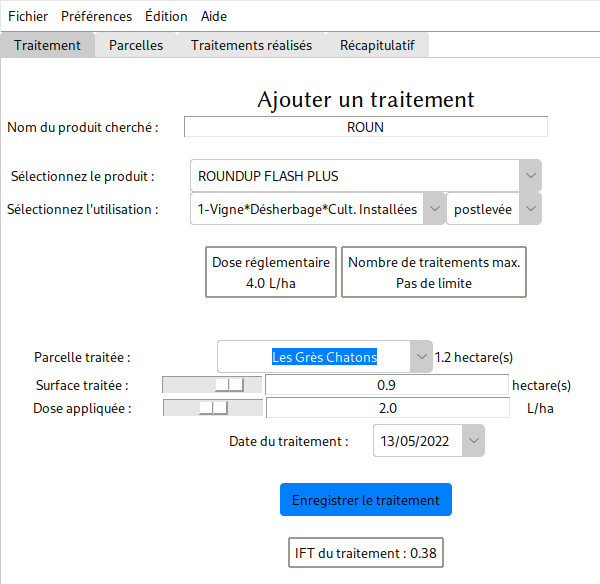 Fichier Préférences Édition Aide
Traitement Parcelles Traitements réalisés Récapitulatif
Ajouter un traitement
Nom du produit cherché : ROUN
Sélectionnez le produit : ROUNDUP FLASH PLUS
Sélectionnez l'utilisation : 1-Vigne*Désherbage*Cult. Installées postlevée
Dose réglementaire Nombre de traitements max.
4.0 L/ha Pas de limite
Parcelle traitée : Les Grès Chatons 1.2 hectare(s)
Surface traitée : 0.9 hectare(s)
Dose appliquée : 2.0 L/ha
Date du traitement : 13/05/2022
Enregistrer le traitement
IFT du traitement : 0.38